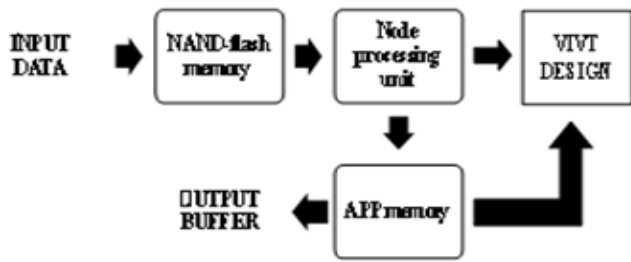 INPUT
DATA
NAND-flash
memory
Node
processing
unit
VIVT
DESIGN
OUTPUT
BUFFER
APP memory